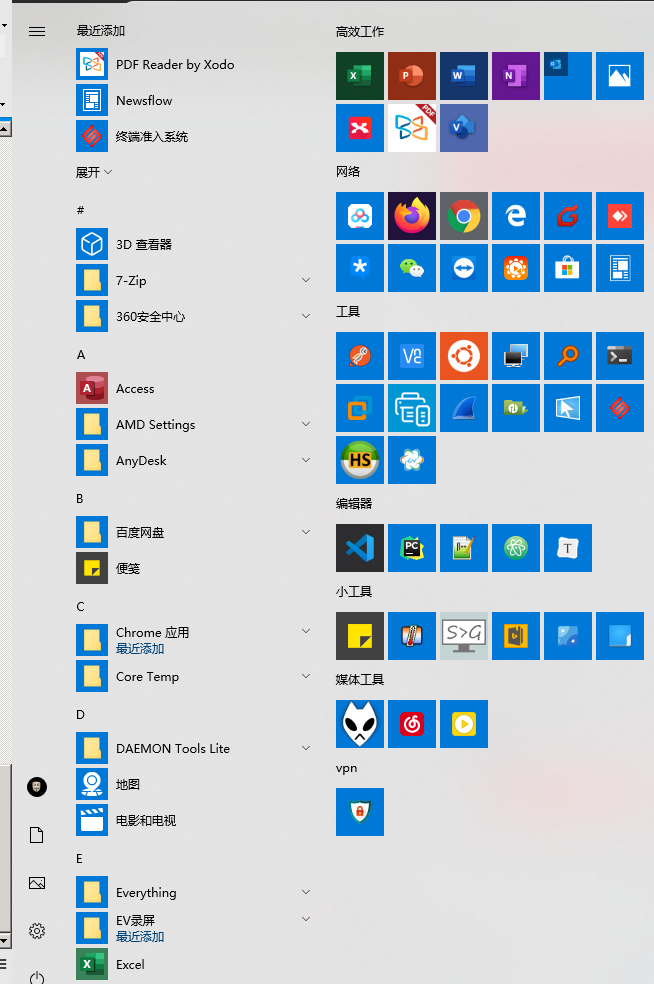 最近添加
PDF Reader by Xodo
Newsflow
终端准入系统
展开
#
3D 查看器
7-Zip
360安全中心
A
Access
AMD Settings
AnyDesk
B
百度网盘
便笺
C
Chrome 应用
最近添加
Core Temp
D
DAEMON Tools Lite
地图
电影和电视
E
Everything
EV录屏
最近添加
Excel
高效工作
PDF
网络
工具
V2
HS
编辑器
PC
T
小工具
S>G
媒体工具
vpn